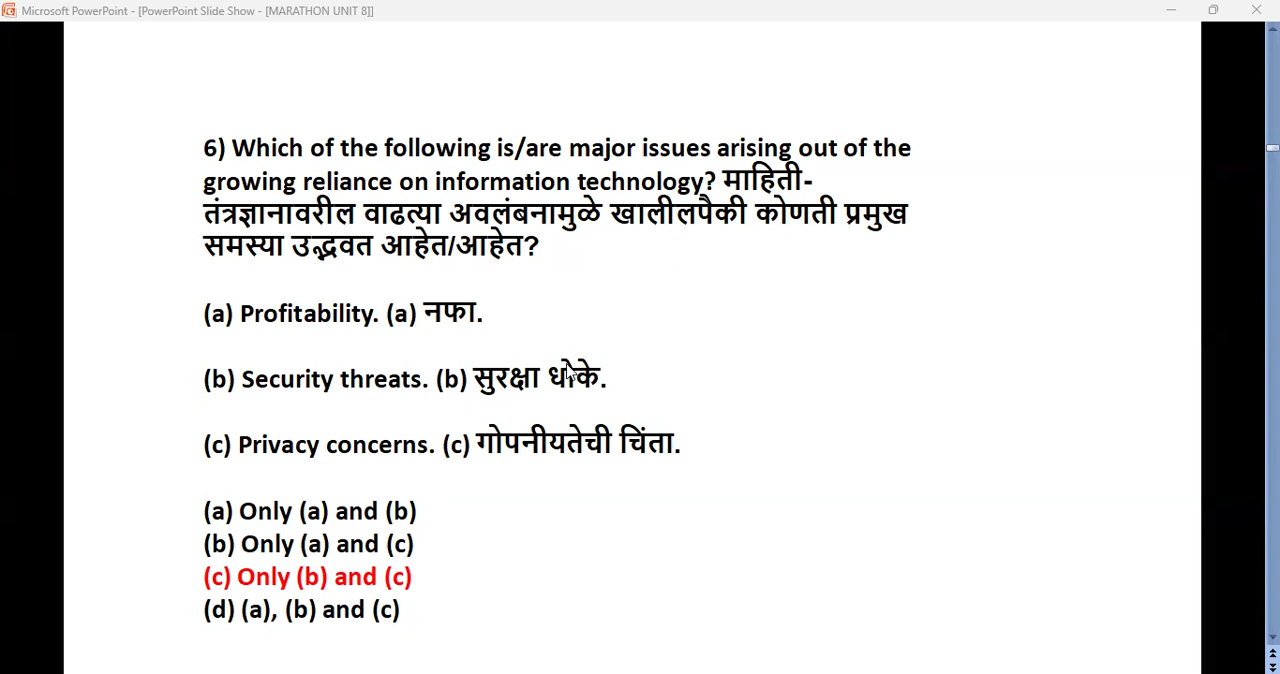 Microsoft PowerPoint - [PowerPoint Slide Show - [MARATHON UNIT 8]]
6) Which of the following is/are major issues arising out of the
growing reliance on information technology? माहिती-
तंत्रज्ञानावरील वाढत्या अवलंबनामुळे खालीलपैकी कोणती प्रमुख
समस्या उद्भवत आहेत/आहेत?
(a) Profitability. (a) नफा.
(b) Security threats. (b) सुरक्षा धोके.
(c) Privacy concerns. (c) गोपनीयतेची चिंता.
(a) Only (a) and (b)
(b) Only (a) and (c)
(c) Only (b) and (c)
(d) (a), (b) and (c)